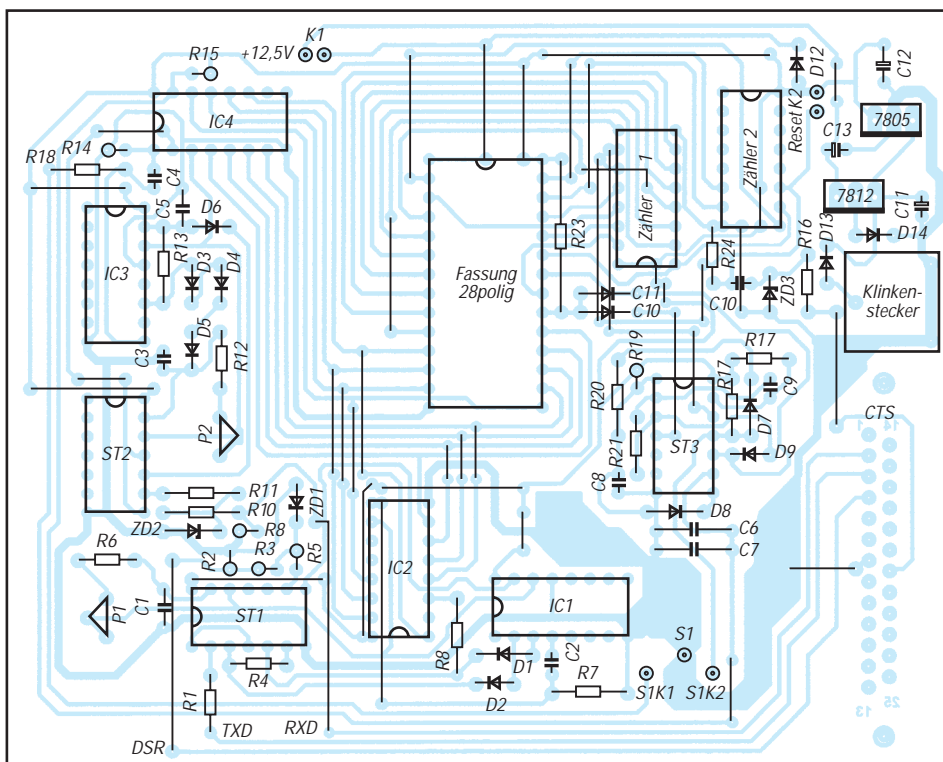 K1
+12,5V
R15
D12
C12
IC4
Reset K2
7805
C13
R14
R18
C4
Zähler 1
Zähler 2
7812
C11
C5
D6
R23
R24
R16
D13
D14
IC3
R13
D3
D4
Fassung
28polig
C11
C10
C10
ZD3
Klinken-
stecker
D5
C3
R12
R19
R17
R20
R17
C9
D7
CTS
1
14
ST2
P2
R21
ST3
D9
C8
R11
R10
ZD1
ZD2
R8
D8
C6
C7
R6
R2
R3
R5
IC2
IC1
P1
C1
ST1
R8
S1
R4
D1
C2
D2
R7
S1K1
S1K2
R1
TXD
RXD
DSR
25
13